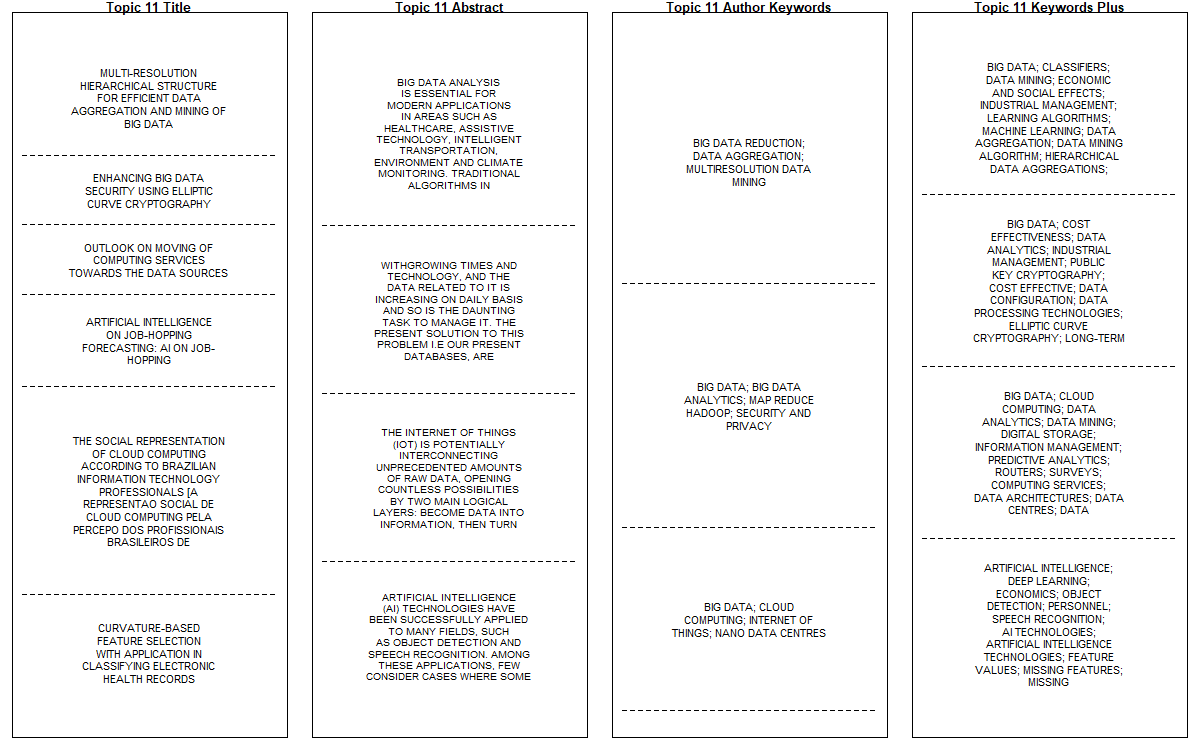 Topic 11 Title
MULTI-RESOLUTION
HIERARCHICAL STRUCTURE
FOR EFFICIENT DATA
AGGREGATION AND MINING OF
BIG DATA
ENHANCING BIG DATA
SECURITY USING ELLIPTIC
CURVE CRYPTOGRAPHY
OUTLOOK ON MOVING OF
COMPUTING SERVICES
TOWARDS THE DATA SOURCES
ARTIFICIAL INTELLIGENCE
ON JOB-HOPPING
FORECASTING: AI ON JOB-
HOPPING
THE SOCIAL REPRESENTATION
OF CLOUD COMPUTING
ACCORDING TO BRAZILIAN
INFORMATION TECHNOLOGY
PROFESSIONALS [A
REPRESENTAO SOCIAL DE
CLOUD COMPUTING PELA
PERCEPO DOS PROFISSIONAIS
BRASILEIROS DE
CURVATURE-BASED
FEATURE SELECTION
WITH APPLICATION IN
CLASSIFYING ELECTRONIC
HEALTH RECORDS
Topic 11 Abstract
BIG DATA ANALYSIS
IS ESSENTIAL FOR
MODERN APPLICATIONS
IN AREAS SUCH AS
HEALTHCARE, ASSISTIVE
TECHNOLOGY, INTELLIGENT
TRANSPORTATION,
ENVIRONMENT AND CLIMATE
MONITORING. TRADITIONAL
ALGORITHMS IN
WITHGROWING TIMES AND
TECHNOLOGY, AND THE
DATA RELATED TO IT IS
INCREASING ON DAILY BASIS
AND SO IS THE DAUNTING
TASK TO MANAGE IT. THE
PRESENT SOLUTION TO THIS
PROBLEM I.E OUR PRESENT
DATABASES, ARE
THE INTERNET OF THINGS
(IOT) IS POTENTIALLY
INTERCONNECTING
UNPRECEDENTED AMOUNTS
OF RAW DATA, OPENING
COUNTLESS POSSIBILITIES
BY TWO MAIN LOGICAL
LAYERS: BECOME DATA INTO
INFORMATION, THEN TURN
ARTIFICIAL INTELLIGENCE
(AI) TECHNOLOGIES HAVE
BEEN SUCCESSFULLY APPLIED
TO MANY FIELDS, SUCH
AS OBJECT DETECTION AND
SPEECH RECOGNITION. AMONG
THESE APPLICATIONS, FEW
CONSIDER CASES WHERE SOME
Topic 11 Author Keywords
BIG DATA REDUCTION;
DATA AGGREGATION;
MULTIRESOLUTION DATA
MINING
BIG DATA; BIG DATA
ANALYTICS; MAP REDUCE
HADOOP; SECURITY AND
PRIVACY
BIG DATA; CLOUD
COMPUTING; INTERNET OF
THINGS; NANO DATA CENTRES
Topic 11 Keywords Plus
BIG DATA; CLASSIFIERS;
DATA MINING; ECONOMIC
AND SOCIAL EFFECTS;
INDUSTRIAL MANAGEMENT;
LEARNING ALGORITHMS;
MACHINE LEARNING; DATA
AGGREGATION; DATA MINING
ALGORITHM; HIERARCHICAL
DATA AGGREGATIONS;
BIG DATA; COST
EFFECTIVENESS; DATA
ANALYTICS; INDUSTRIAL
MANAGEMENT; PUBLIC
KEY CRYPTOGRAPHY;
COST EFFECTIVE; DATA
CONFIGURATION; DATA
PROCESSING TECHNOLOGIES;
ELLIPTIC CURVE
CRYPTOGRAPHY; LONG-TERM
BIG DATA; CLOUD
COMPUTING; DATA
ANALYTICS; DATA MINING;
DIGITAL STORAGE;
INFORMATION MANAGEMENT;
PREDICTIVE ANALYTICS;
ROUTERS; SURVEYS;
COMPUTING SERVICES;
DATA ARCHITECTURES; DATA
CENTRES; DATA
ARTIFICIAL INTELLIGENCE;
DEEP LEARNING;
ECONOMICS; OBJECT
DETECTION; PERSONNEL;
SPEECH RECOGNITION;
AI TECHNOLOGIES;
ARTIFICIAL INTELLIGENCE
TECHNOLOGIES; FEATURE
VALUES; MISSING FEATURES;
MISSING